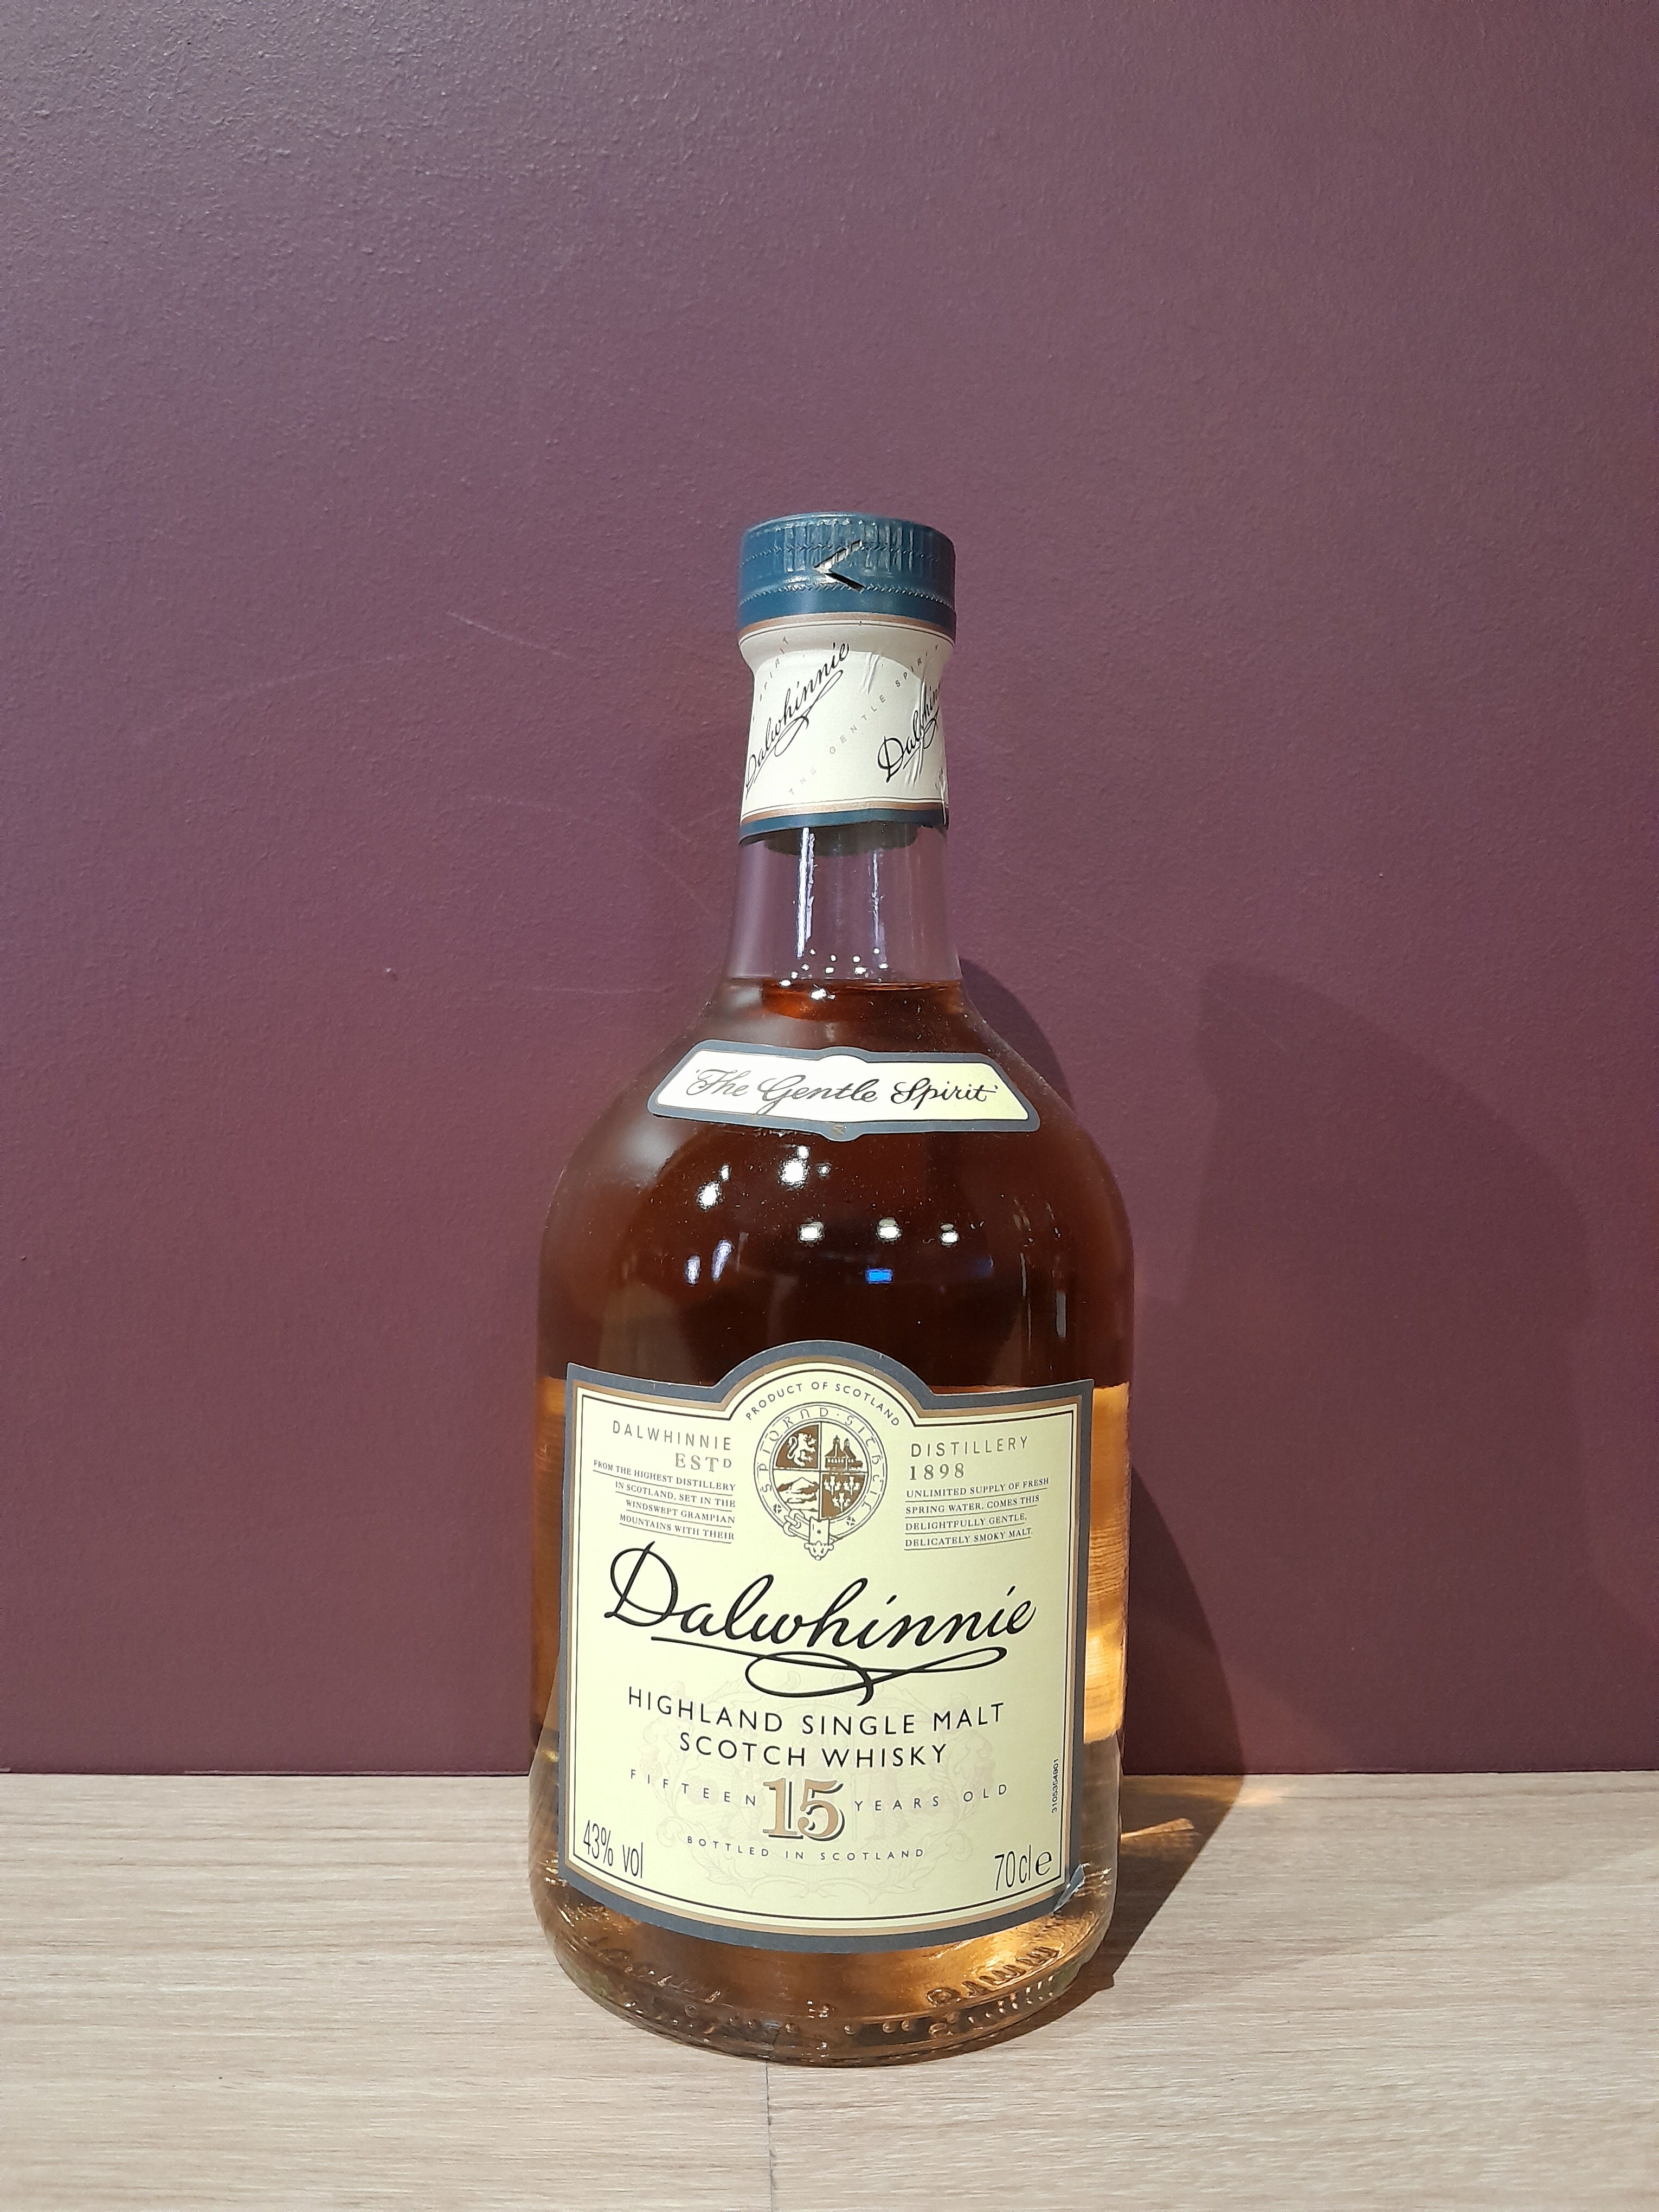 Dalwhinnie
THE GENTLE SPIRIT
'The Gentle Spirit'
PRODUCT OF SCOTLAND
DALWHINNIE
ESTD
FROM THE HIGHEST DISTILLERY
IN SCOTLAND, SET IN THE
WINDSWEPT GRAMPIAN
MOUNTAINS WITH THEIR
DISTILLERY
1898
UNLIMITED SUPPLY OF FRESH
SPRING WATER, COMES THIS
DELIGHTFULLY GENTLE,
DELICATELY SMOKY MALT.
Dalwhinnie
HIGHLAND SINGLE MALT
SCOTCH WHISKY
FIFTEEN 15 YEARS OLD
BOTTLED IN SCOTLAND
43% vol
70cl e